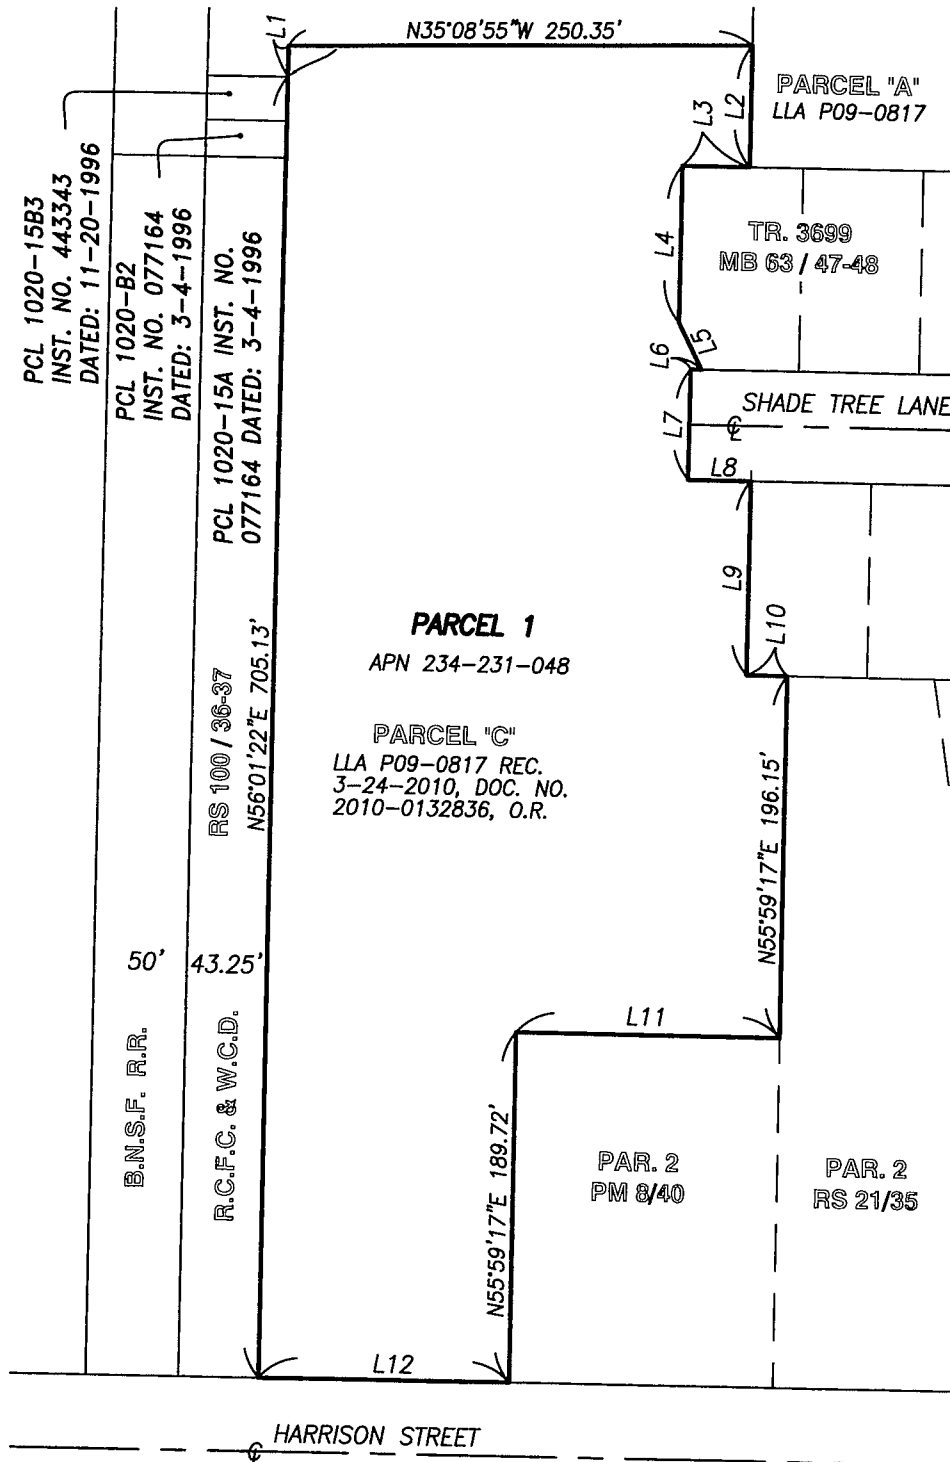 N35°08'55"W 250.35'
L1
L2
L3
PARCEL "A"
LLA P09-0817
PCL 1020-15B3
INST. NO. 443343
DATED: 11-20-1996
PCL 1020-B2
INST. NO. 077164
DATED: 3-4-1996
PCL 1020-15A INST. NO.
077164 DATED: 3-4-1996
L4
TR. 3699
MB 63 / 47-48
L5
L6
L7
SHADE TREE LANE
℄
L8
L9
L10
PARCEL 1
APN 234-231-048
PARCEL "C"
LLA P09-0817 REC.
3-24-2010, DOC. NO.
2010-0132836, O.R.
RS 100 / 36-37
N56°01'22"E 705.13'
N55°59'17"E 196.15'
50'
43.25'
L11
B.N.S.F. R.R.
R.C.F.C. & W.C.D.
N55°59'17"E 189.72'
PAR. 2
PM 8/40
PAR. 2
RS 21/35
L12
HARRISON STREET
℄